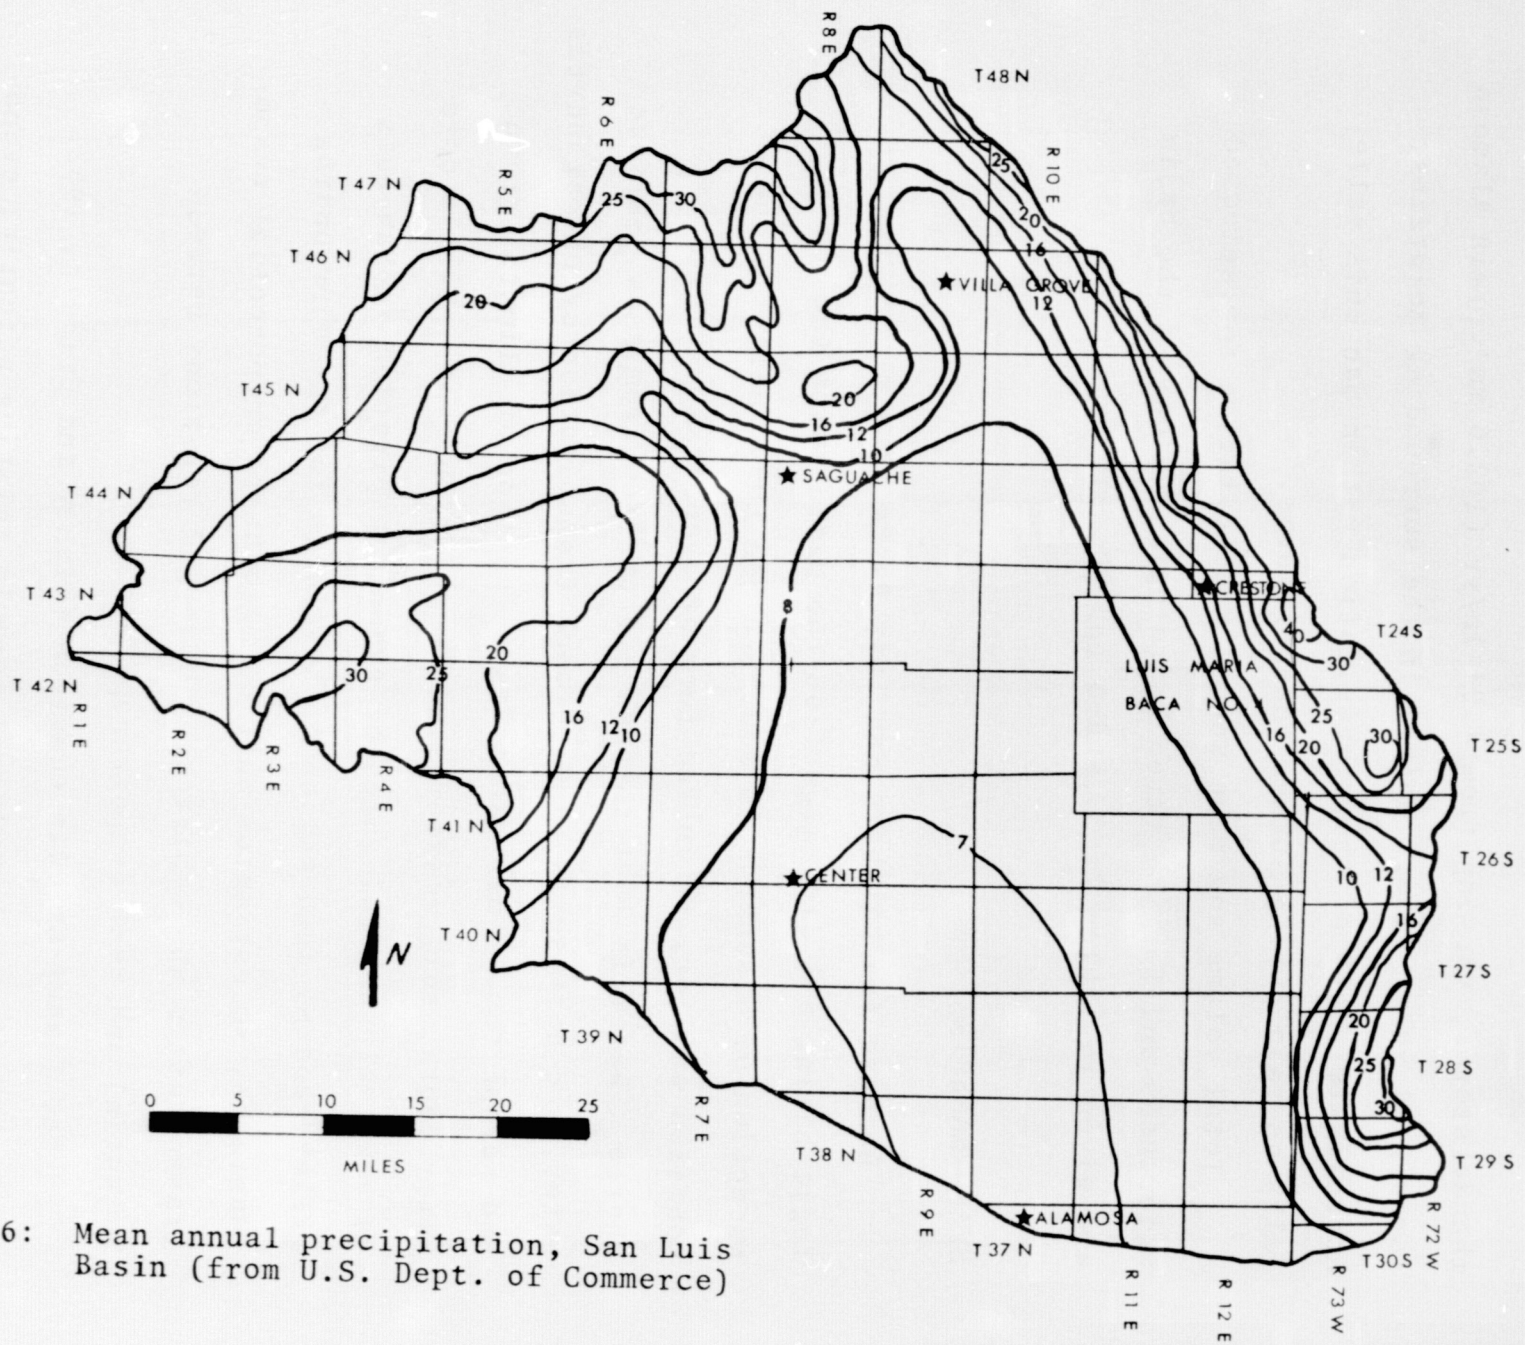 R8E
T48N
R6E
R10E
T47N
R5E
25
30
25
20
T46N
16
VILLA GROVE
12
20
T45N
20
16
12
10
SAGUACHE
T44N
T43N
8
CRESTONE
40
T24S
20
30
LUIS MARIA
30
25
T42N
BACA NO. 4
25
R1E
16
12
10
16
20
30
T25S
R2E
R3E
R4E
T41N
7
T26S
CENTER
10
12
16
T40N
N
T27S
T39N
20
25
T28S
30
0 5 10 15 20 25
MILES
R7E
T38N
T29S
R9E
ALAMOSA
T37N
R72W
T30S
R11E
R12E
R73W
6: Mean annual precipitation, San Luis
Basin (from U.S. Dept. of Commerce)